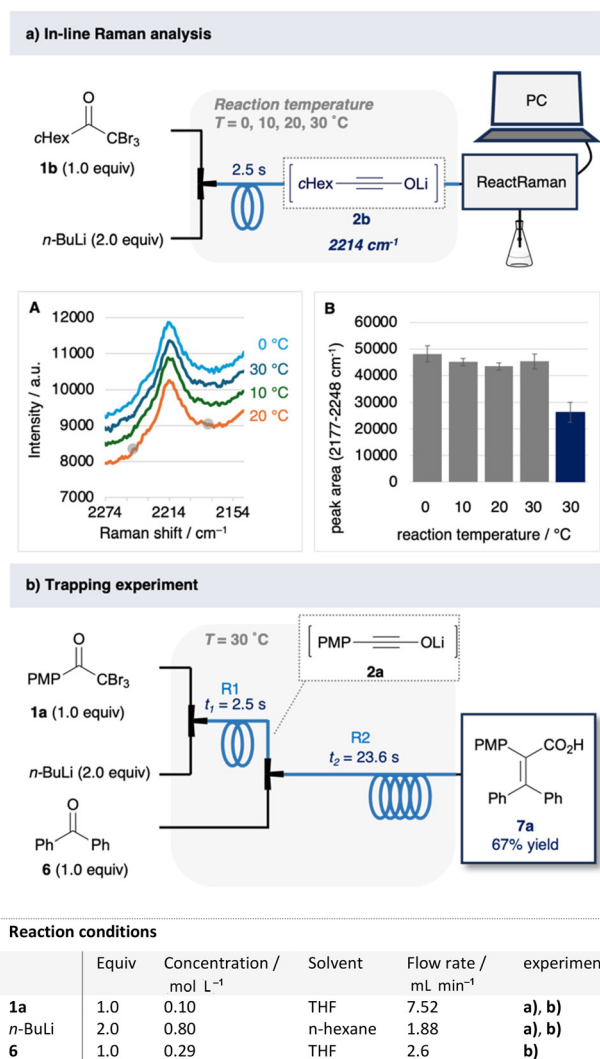 a) In-line Raman analysis
Reaction temperature
T = 0, 10, 20, 30 °C
PC
O
cHex
CBr3
1b (1.0 equiv)
2.5 s
cHex
OLi
ReactRaman
2b
2214 cm-1
n-BuLi (2.0 equiv)
A
12000
11000
10000
9000
8000
7000
0 °C
30 °C
10 °C
20 °C
Intensity / a.u.
2274
2214
2154
Raman shift / cm−1
B
60000
50000
40000
30000
20000
10000
0
peak area (2177-2248 cm-1)
0
10
20
30
30
reaction temperature / °C
b) Trapping experiment
T = 30 °C
PMP
OLi
2a
O
PMP
CBr3
1a (1.0 equiv)
R1
t1 = 2.5 s
R2
t2 = 23.6 s
n-BuLi (2.0 equiv)
O
Ph
Ph
6 (1.0 equiv)
PMP
CO2H
Ph
Ph
7a
67% yield
Reaction conditions
Equiv Concentration / mol L−1 Solvent Flow rate / mL min−1 experimen
1a 1.0 0.10 THF 7.52 a), b)
n-BuLi 2.0 0.80 n-hexane 1.88 a), b)
6 1.0 0.29 THF 2.6 b)